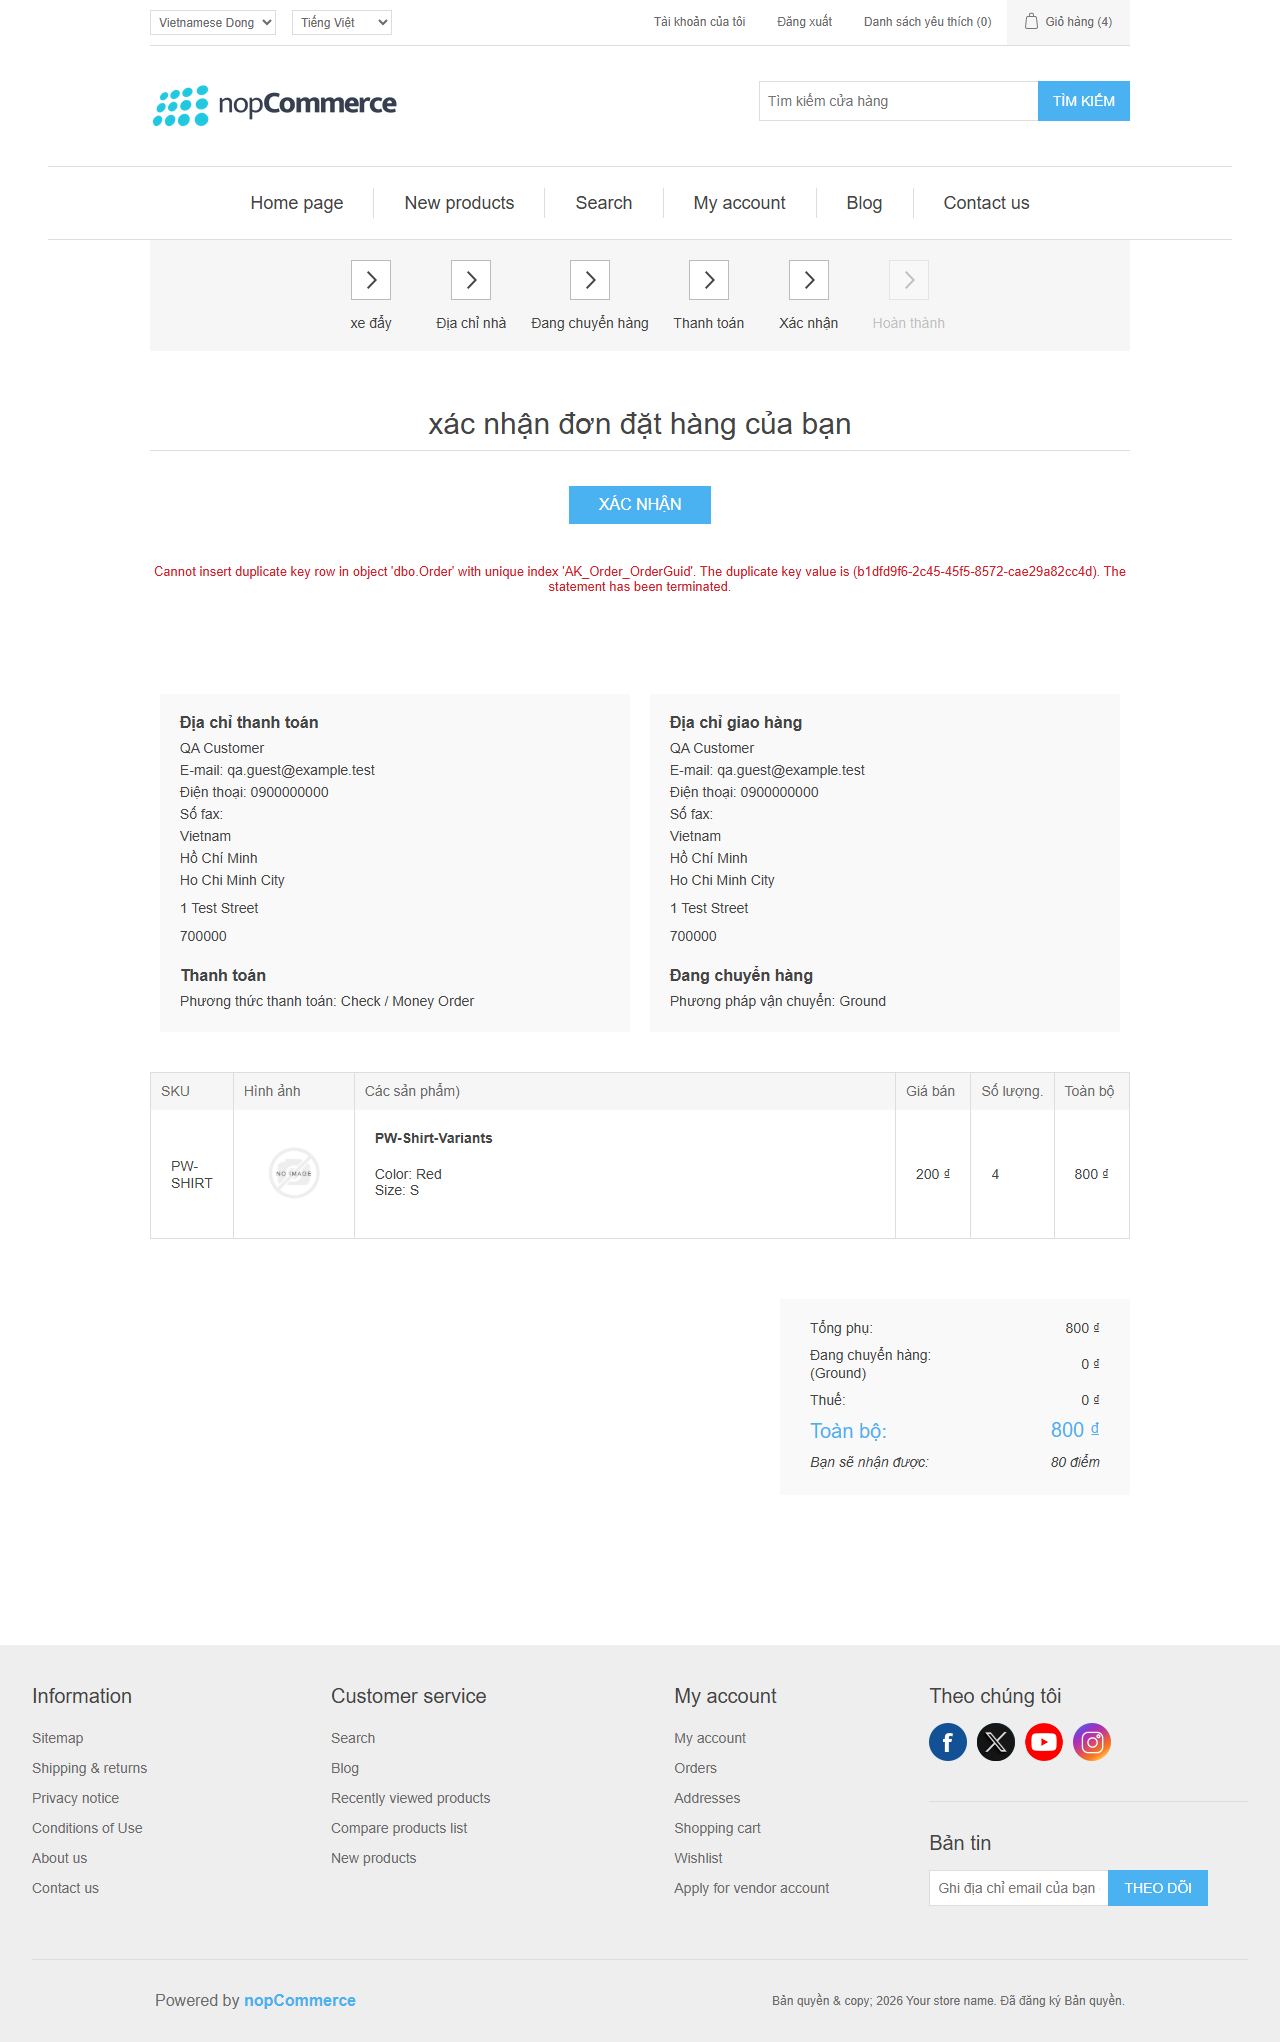 Vietnamese Dong
Tiếng Việt
Tài khoản của tôi
Đăng xuất
Danh sách yêu thích (0)
Giỏ hàng (4)
nopCommerce
Tìm kiếm cửa hàng
TÌM KIẾM
Home page
New products
Search
My account
Blog
Contact us
xe đẩy
Địa chỉ nhà
Đang chuyển hàng
Thanh toán
Xác nhận
Hoàn thành
xác nhận đơn đặt hàng của bạn
XÁC NHẬN
Cannot insert duplicate key row in object 'dbo.Order' with unique index 'AK_Order_OrderGuid'. The duplicate key value is (b1dfd9f6-2c45-45f5-8572-cae29a82cc4d). The
statement has been terminated.
Địa chỉ thanh toán
QA Customer
E-mail: qa.guest@example.test
Điện thoại: 0900000000
Số fax:
Vietnam
Hồ Chí Minh
Ho Chi Minh City
1 Test Street
700000
Thanh toán
Phương thức thanh toán: Check / Money Order
Địa chỉ giao hàng
QA Customer
E-mail: qa.guest@example.test
Điện thoại: 0900000000
Số fax:
Vietnam
Hồ Chí Minh
Ho Chi Minh City
1 Test Street
700000
Đang chuyển hàng
Phương pháp vận chuyển: Ground
SKU
Hình ảnh
Các sản phẩm)
Giá bán
Số lượng.
Toàn bộ
PW-
SHIRT
NO IMAGE
PW-Shirt-Variants
Color: Red
Size: S
200 ₫
4
800 ₫
Tổng phụ:
800 ₫
Đang chuyển hàng:
(Ground)
0 ₫
Thuế:
0 ₫
Toàn bộ:
800 ₫
Bạn sẽ nhận được:
80 điểm
Information
Sitemap
Shipping & returns
Privacy notice
Conditions of Use
About us
Contact us
Customer service
Search
Blog
Recently viewed products
Compare products list
New products
My account
My account
Orders
Addresses
Shopping cart
Wishlist
Apply for vendor account
Theo chúng tôi
Bản tin
Ghi địa chỉ email của bạn
THEO DÕI
Powered by nopCommerce
Bản quyền & copy; 2026 Your store name. Đã đăng ký Bản quyền.